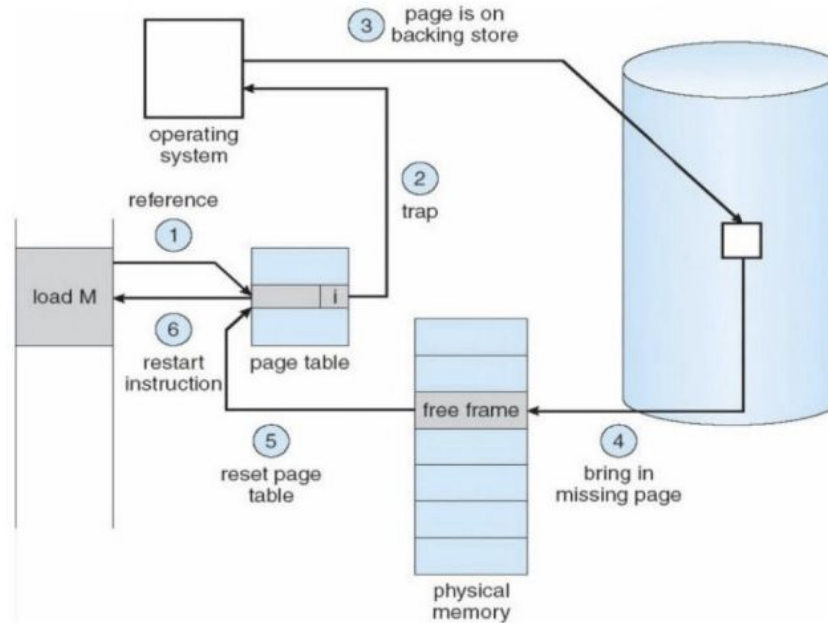 3
page is on
backing store
operating
system
2
trap
reference
1
load M
i
6
restart
instruction
page table
free frame
5
reset page
table
4
bring in
missing page
physical
memory